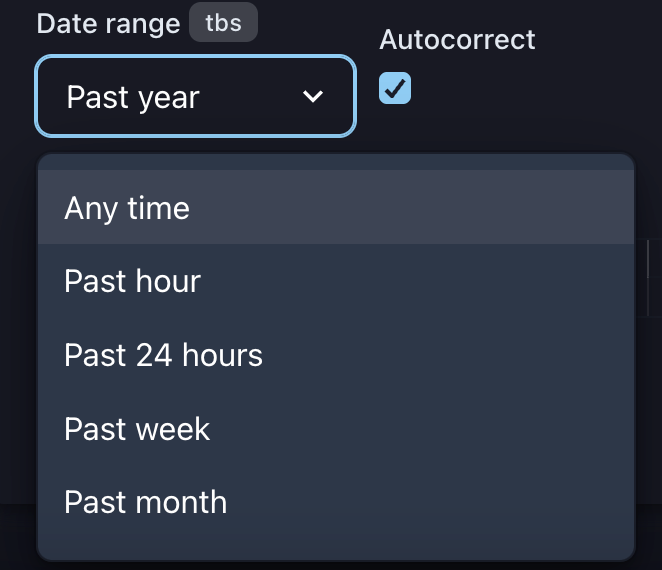 Date range tbs
Autocorrect
Past year
Any time
Past hour
Past 24 hours
Past week
Past month